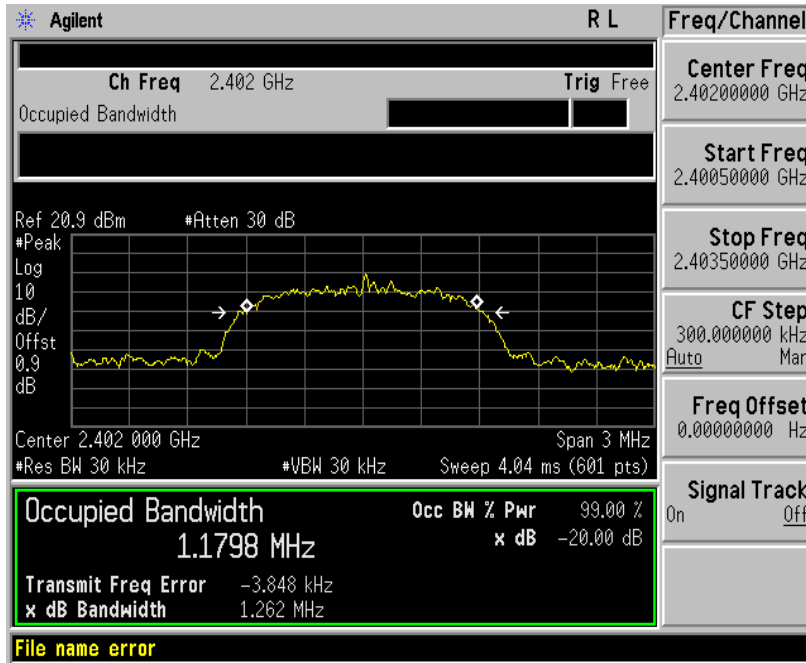 Agilent R L Freq/Channel
Ch Freq 2.402 GHz Trig Free
Occupied Bandwidth
Center Freq
2.40200000 GHz
Start Freq
2.40050000 GHz
Stop Freq
2.40350000 GHz
CF Step
300.000000 kHz
Auto Man
Freq Offset
0.00000000 Hz
Signal Track
On Off
Ref 20.9 dBm #Atten 30 dB
#Peak
Log
10
dB/
Offst
0.9
dB
Center 2.402 000 GHz Span 3 MHz
#Res BW 30 kHz #VBW 30 kHz Sweep 4.04 ms (601 pts)
Occupied Bandwidth Occ BW % Pwr 99.00 %
1.1798 MHz x dB -20.00 dB
Transmit Freq Error -3.848 kHz
x dB Bandwidth 1.262 MHz
File name error